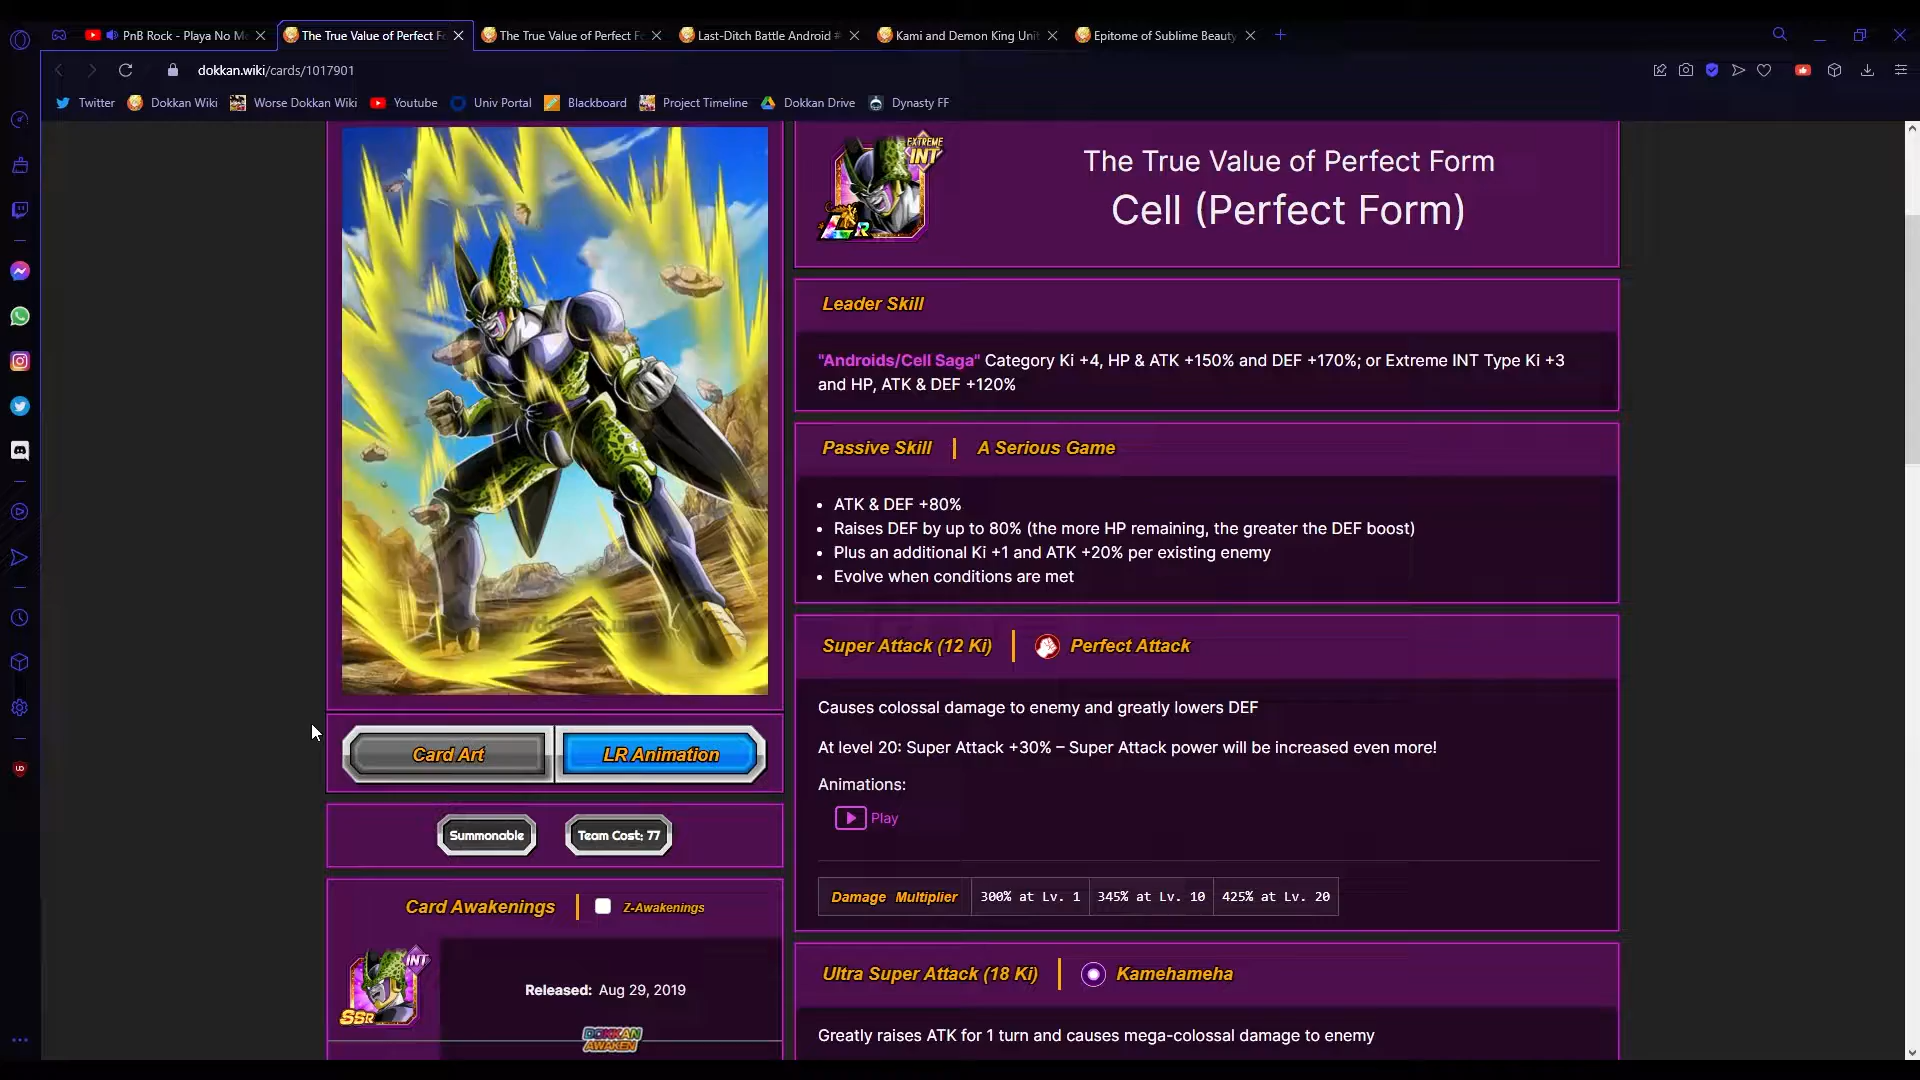 PnB Rock - Playa No Mo
The True Value of Perfect F
The True Value of Perfect Fo
Last-Ditch Battle Android #
Kami and Demon King Unit
Epitome of Sublime Beauty
dokkan.wiki/cards/1017901
Twitter
Dokkan Wiki
Worse Dokkan Wiki
Youtube
Univ Portal
Blackboard
Project Timeline
Dokkan Drive
Dynasty FF
EXTREME
INT
LR
The True Value of Perfect Form
Cell (Perfect Form)
Leader Skill
"Androids/Cell Saga" Category Ki +4, HP & ATK +150% and DEF +170%; or Extreme INT Type Ki +3
and HP, ATK & DEF +120%
Passive Skill | A Serious Game
• ATK & DEF +80%
• Raises DEF by up to 80% (the more HP remaining, the greater the DEF boost)
• Plus an additional Ki +1 and ATK +20% per existing enemy
• Evolve when conditions are met
Super Attack (12 Ki) | Perfect Attack
Causes colossal damage to enemy and greatly lowers DEF
At level 20: Super Attack +30% – Super Attack power will be increased even more!
Animations:
Play
Damage Multiplier 300% at Lv. 1 345% at Lv. 10 425% at Lv. 20
Ultra Super Attack (18 Ki) | Kamehameha
Greatly raises ATK for 1 turn and causes mega-colossal damage to enemy
Card Art
LR Animation
Summonable
Team Cost: 77
Card Awakenings | Z-Awakenings
INT
SSR
Released: Aug 29, 2019
DOKKAN
AWAKEN